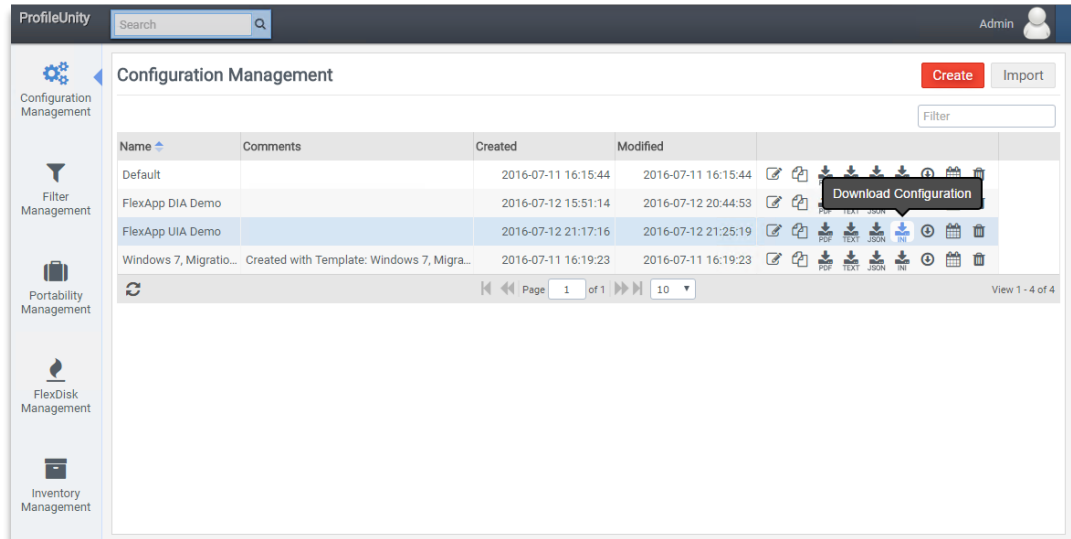 ProfileUnity
Search
Admin
Configuration Management
Configuration Management
Create
Import
Filter
Name Comments Created Modified
Default 2016-07-11 16:15:44 2016-07-11 16:15:44
Download Configuration
FlexApp DIA Demo 2016-07-12 15:51:14 2016-07-12 20:44:53 PDF TEXT JSON
FlexApp UIA Demo 2016-07-12 21:17:16 2016-07-12 21:25:19 PDF TEXT JSON INI
Windows 7, Migratio... Created with Template: Windows 7, Migra... 2016-07-11 16:19:23 2016-07-11 16:19:23 PDF TEXT JSON INI
Page 1 of 1 10 View 1 - 4 of 4
Filter
Management
Portability
Management
FlexDisk
Management
Inventory
Management